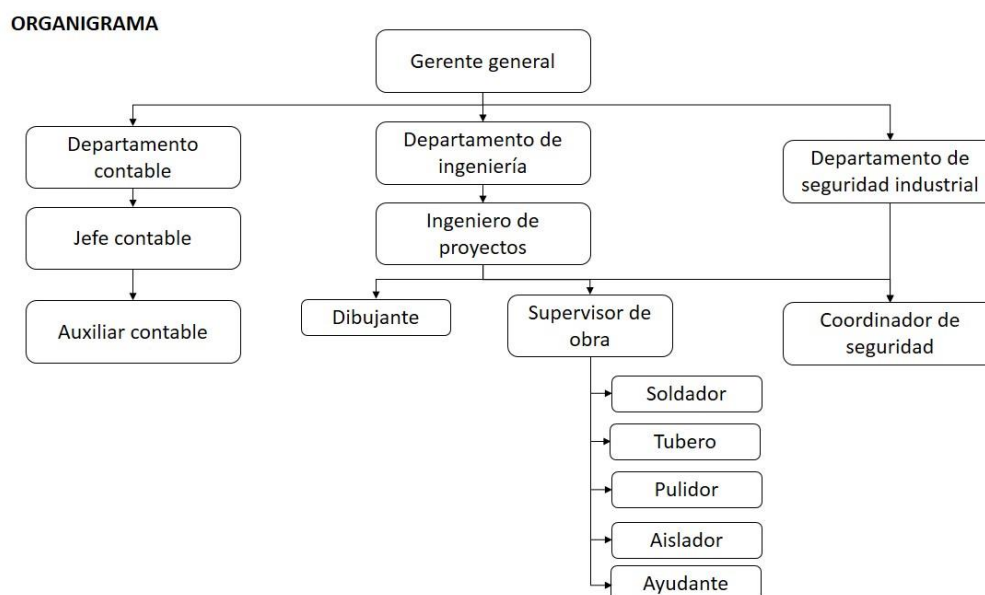 ORGANIGRAMA
Gerente general
Departamento
contable
Departamento de
ingeniería
Departamento de
seguridad industrial
Jefe contable
Ingeniero de
proyectos
Auxiliar contable
Dibujante
Supervisor de
obra
Coordinador de
seguridad
Soldador
Tubero
Pulidor
Aislador
Ayudante